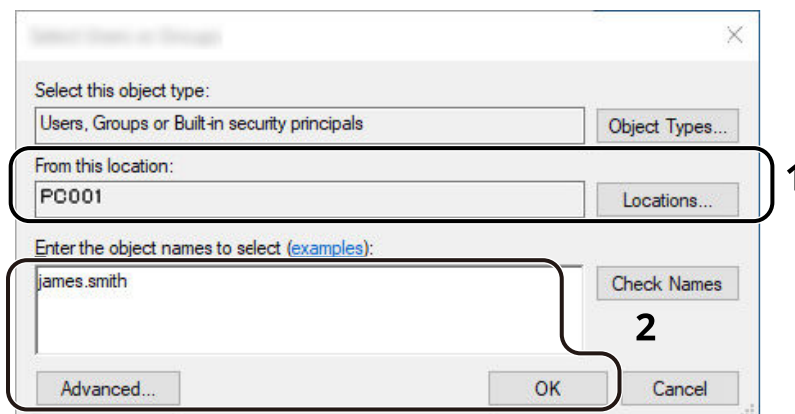 Select this object type:
Users, Groups or Built-in security principals
Object Types...
From this location:
PC001
Locations...
1
Enter the object names to select (examples):
james.smith
Check Names
2
Advanced...
OK
Cancel